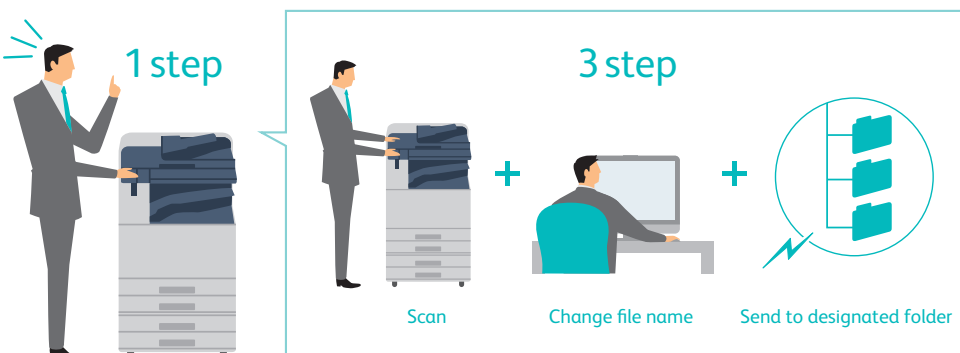 1 step
3 step
Scan
Change file name
Send to designated folder